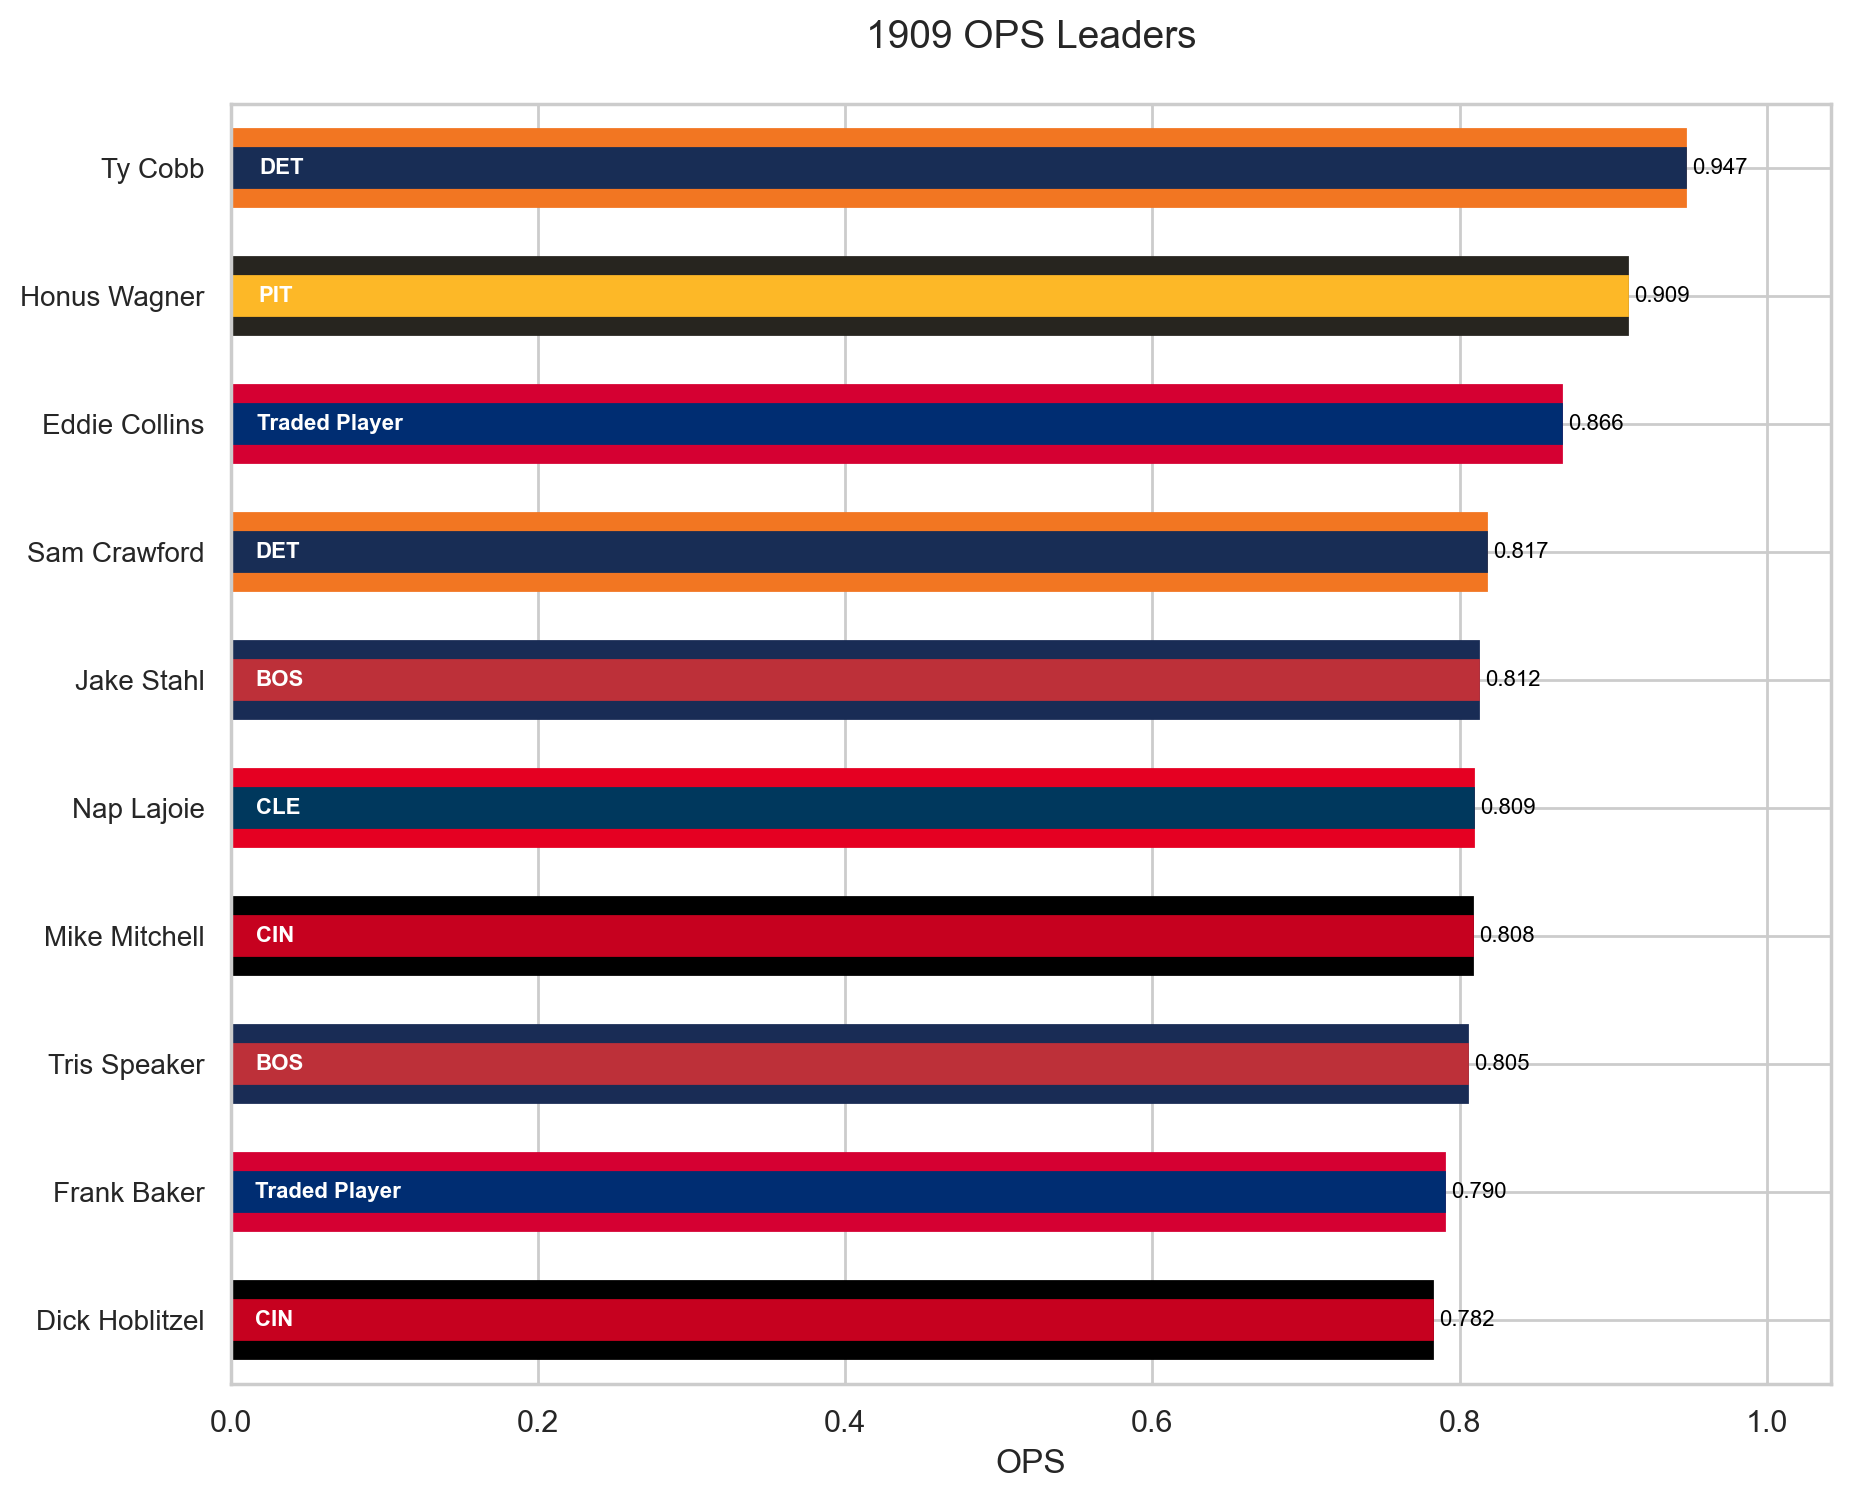 1909 OPS Leaders
Ty Cobb DET 0.947
Honus Wagner PIT 0.909
Eddie Collins Traded Player 0.866
Sam Crawford DET 0.817
Jake Stahl BOS 0.812
Nap Lajoie CLE 0.809
Mike Mitchell CIN 0.808
Tris Speaker BOS 0.805
Frank Baker Traded Player 0.790
Dick Hoblitzel CIN 0.782
0.0 0.2 0.4 0.6 0.8 1.0
OPS